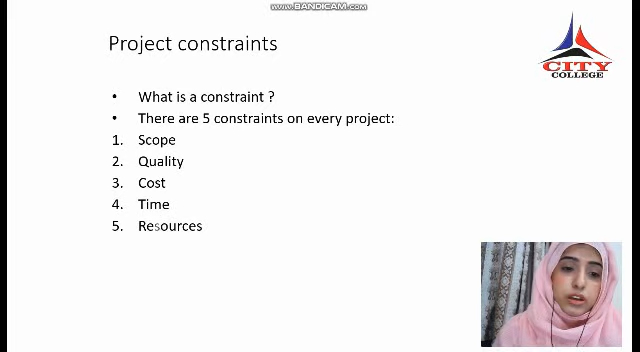 www.BANDICAM.com
Project constraints
CITY
COLLEGE
• What is a constraint ?
• There are 5 constraints on every project:
1. Scope
2. Quality
3. Cost
4. Time
5. Resources